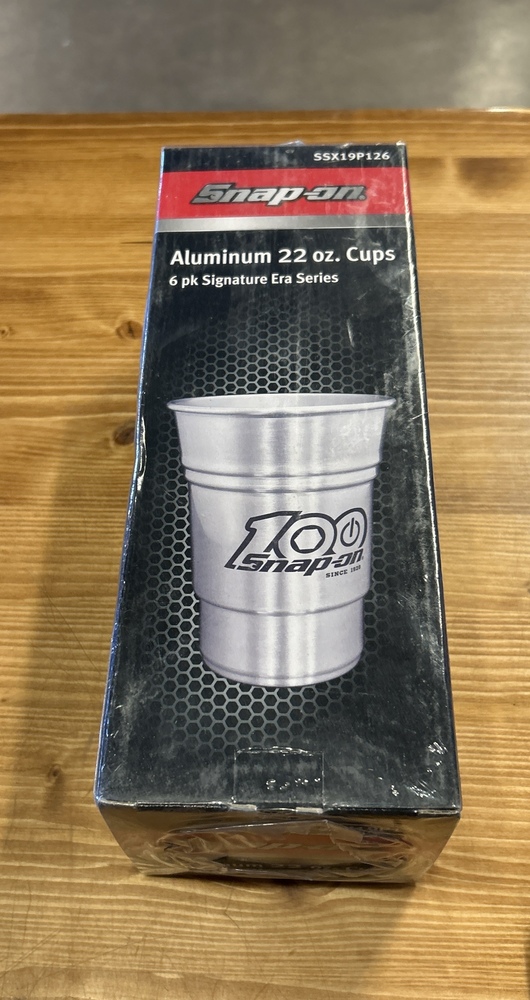 SSX19P126
Snap-on
Aluminum 22 oz. Cups
6 pk Signature Era Series
100
Snap-on
SINCE 1920